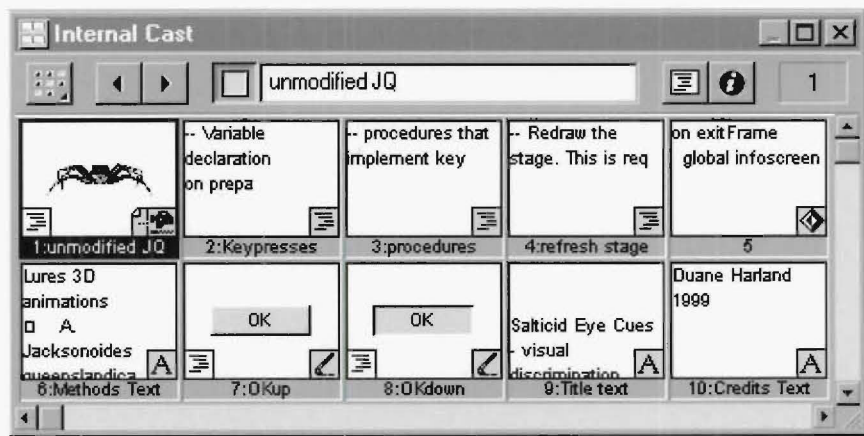 Internal Cast
unmodified JQ
1
-- Variable
declaration
on prepa
-- procedures that
implement key
-- Redraw the
stage. This is req
on exitFrame
global infoscreen
1:unmodified JQ
2:Keypresses
3:procedures
4:refresh stage
5
Lures 3D
animations
A.
Jacksonoides
queenslandica
A
OK
OK
Salticid Eye Cues
- visual
discrimination
A
Duane Harland
1999
A
6:Methods Text
7:OKup
8:OKdown
9:Title text
10:Credits Text